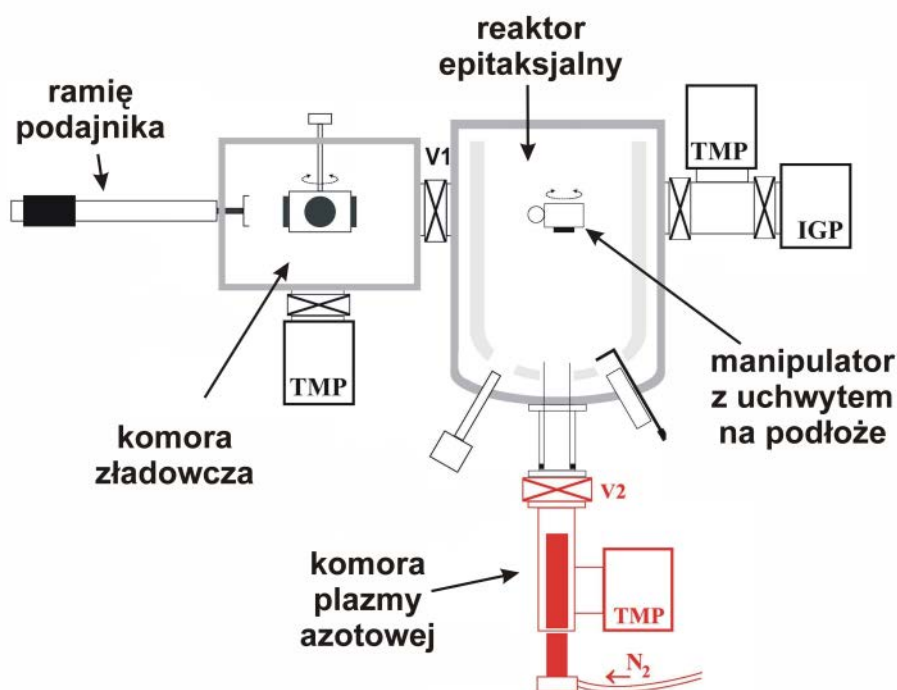 reaktor
epitaksjalny
ramię
podajnika
V1
TMP
IGP
TMP
komora
zładowcza
manipulator
z uchwytem
na podłoże
V2
komora
plazmy
azotowej
TMP
N₂